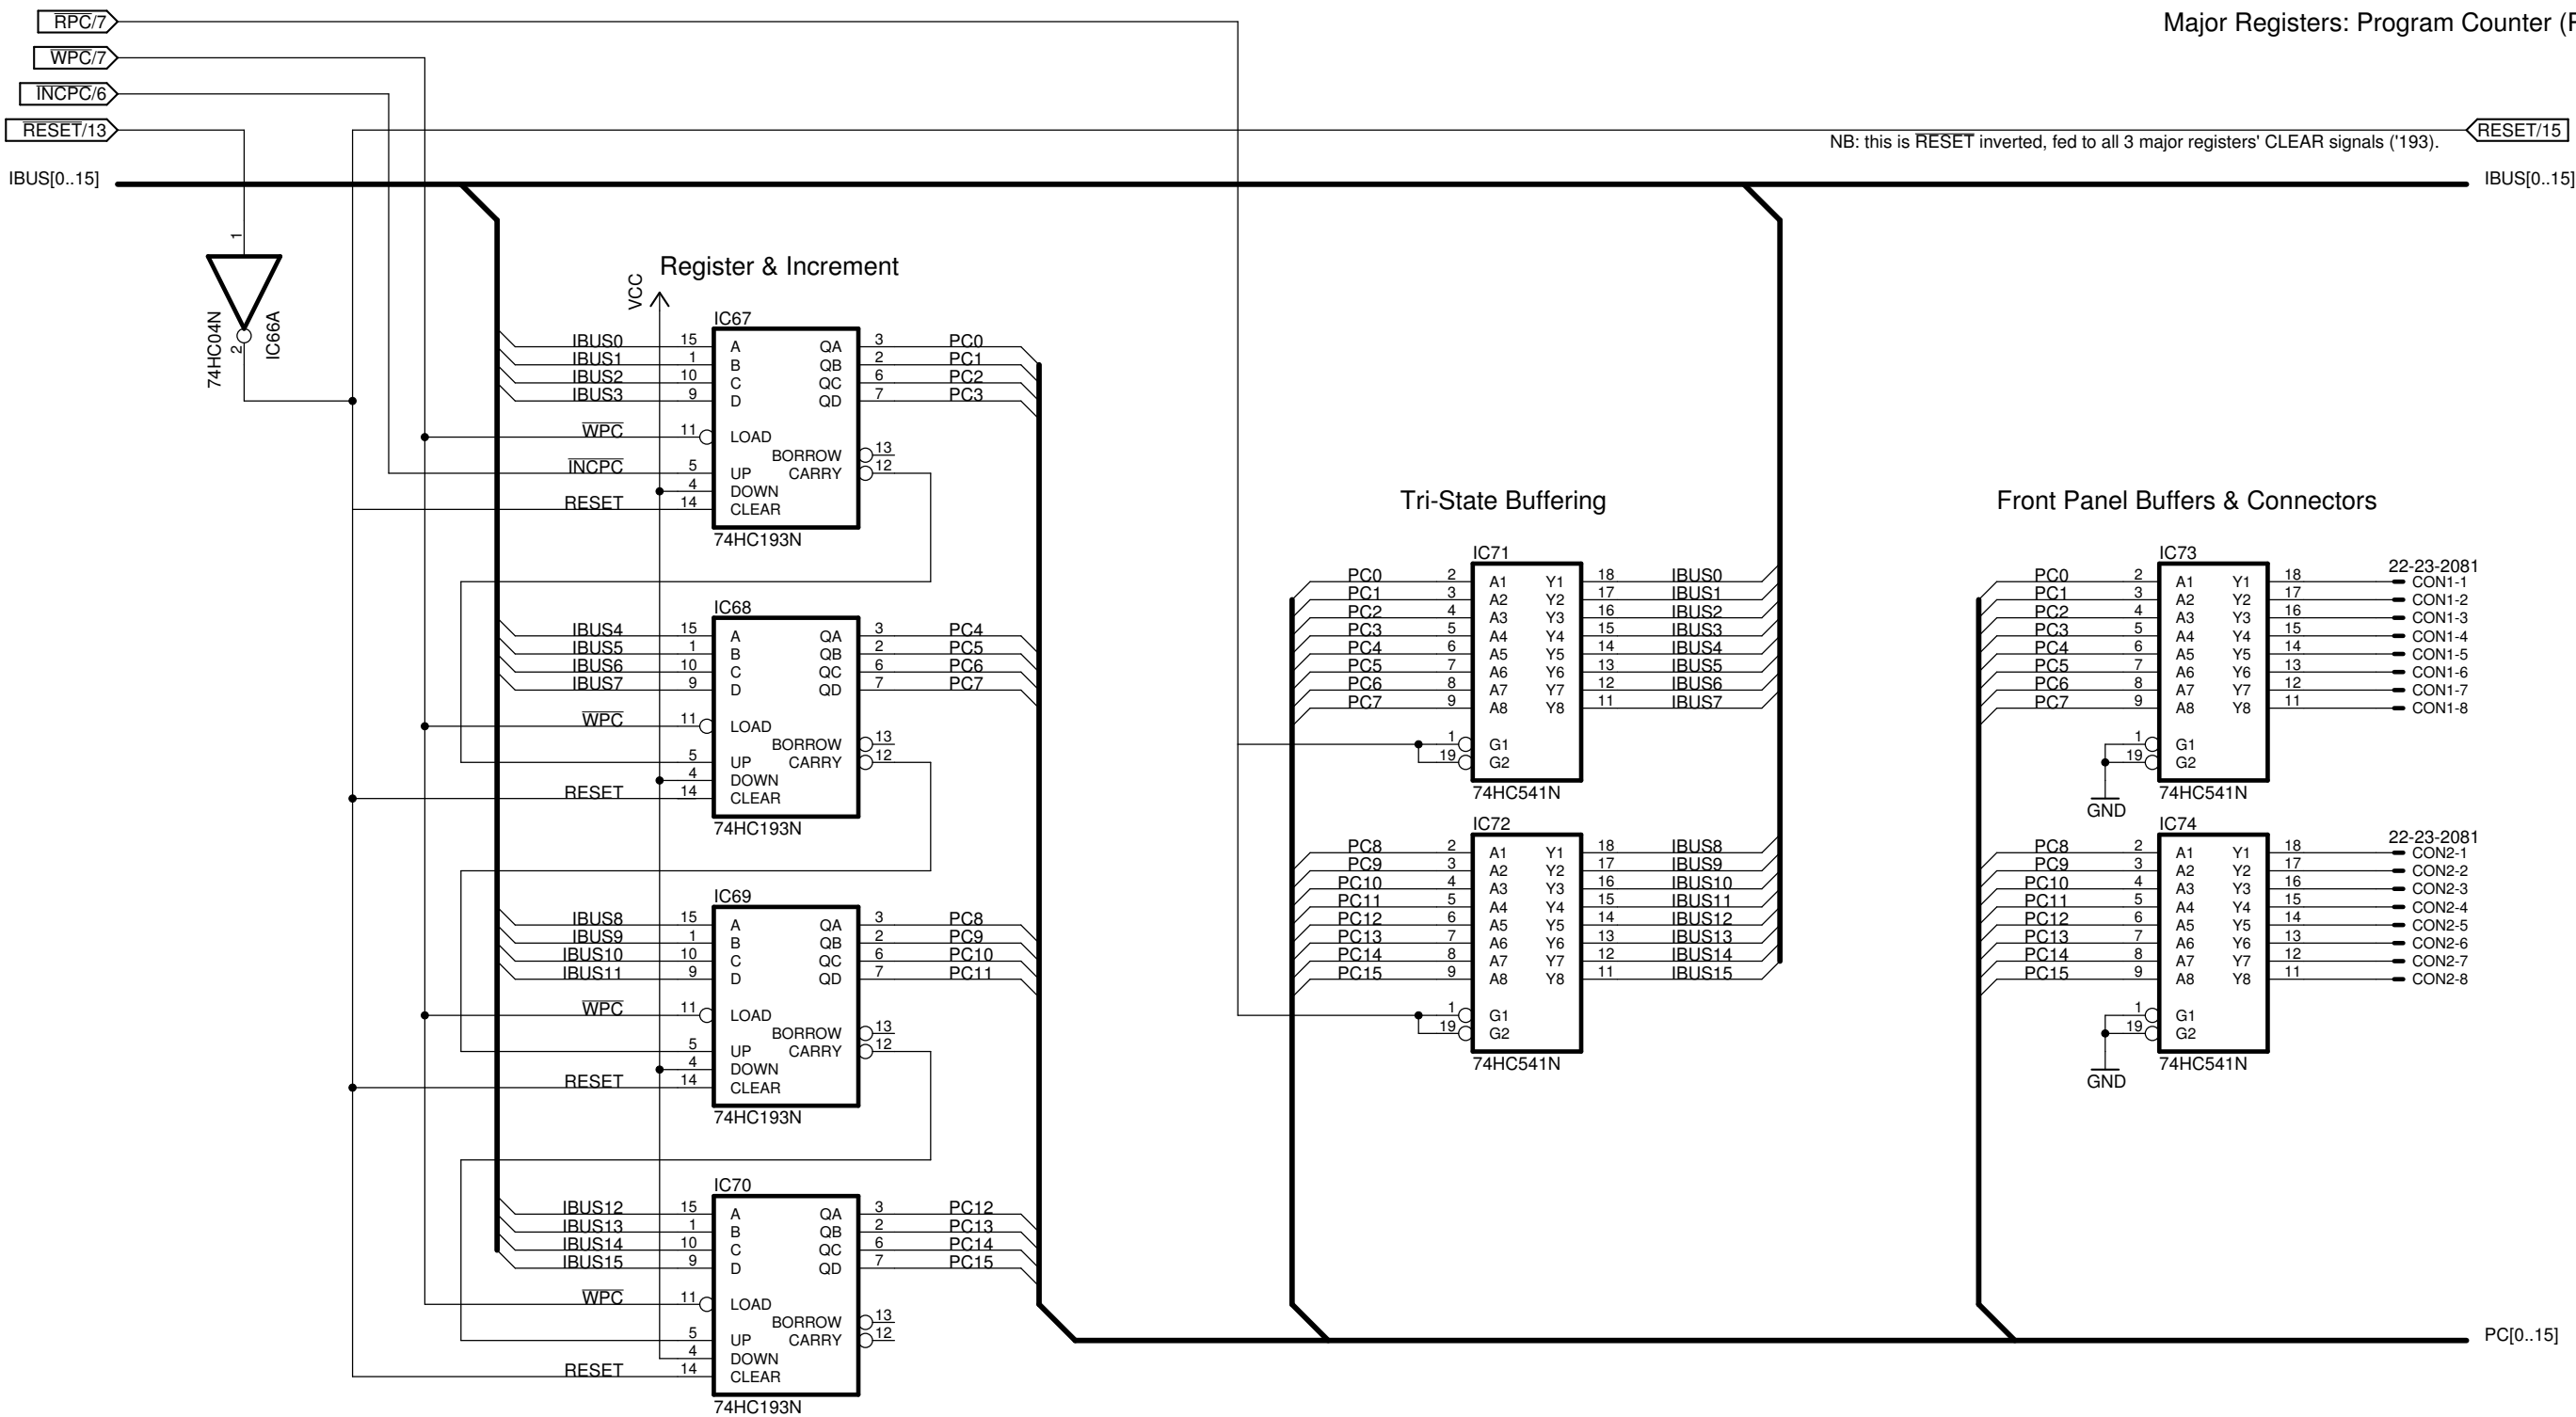 RPC/7
Major Registers: Program Counter (P
WPC/7
INCPC/6
RESET/13
RESET/15
NB: this is RESET inverted, fed to all 3 major registers' CLEAR signals ('193).
IBUS[0..15]
IBUS[0..15]
1
74HC04N
2
IC66A
Register & Increment
VCC
IC67
IBUS0 15 A QA 3 PC0
IBUS1 1 B QB 2 PC1
IBUS2 10 C QC 6 PC2
IBUS3 9 D QD 7 PC3
WPC 11 LOAD
BORROW 13
INCPC 5 UP CARRY 12
4 DOWN
RESET 14 CLEAR
74HC193N
IC68
IBUS4 15 A QA 3 PC4
IBUS5 1 B QB 2 PC5
IBUS6 10 C QC 6 PC6
IBUS7 9 D QD 7 PC7
WPC 11 LOAD
BORROW 13
5 UP CARRY 12
4 DOWN
RESET 14 CLEAR
74HC193N
IC69
IBUS8 15 A QA 3 PC8
IBUS9 1 B QB 2 PC9
IBUS10 10 C QC 6 PC10
IBUS11 9 D QD 7 PC11
WPC 11 LOAD
BORROW 13
5 UP CARRY 12
4 DOWN
RESET 14 CLEAR
74HC193N
IC70
IBUS12 15 A QA 3 PC12
IBUS13 1 B QB 2 PC13
IBUS14 10 C QC 6 PC14
IBUS15 9 D QD 7 PC15
WPC 11 LOAD
BORROW 13
5 UP CARRY 12
4 DOWN
RESET 14 CLEAR
74HC193N
Tri-State Buffering
IC71
PC0 2 A1 Y1 18 IBUS0
PC1 3 A2 Y2 17 IBUS1
PC2 4 A3 Y3 16 IBUS2
PC3 5 A4 Y4 15 IBUS3
PC4 6 A5 Y5 14 IBUS4
PC5 7 A6 Y6 13 IBUS5
PC6 8 A7 Y7 12 IBUS6
PC7 9 A8 Y8 11 IBUS7
1 G1
19 G2
74HC541N
IC72
PC8 2 A1 Y1 18 IBUS8
PC9 3 A2 Y2 17 IBUS9
PC10 4 A3 Y3 16 IBUS10
PC11 5 A4 Y4 15 IBUS11
PC12 6 A5 Y5 14 IBUS12
PC13 7 A6 Y6 13 IBUS13
PC14 8 A7 Y7 12 IBUS14
PC15 9 A8 Y8 11 IBUS15
1 G1
19 G2
74HC541N
Front Panel Buffers & Connectors
IC73
22-23-2081
PC0 2 A1 Y1 18 CON1-1
PC1 3 A2 Y2 17 CON1-2
PC2 4 A3 Y3 16 CON1-3
PC3 5 A4 Y4 15 CON1-4
PC4 6 A5 Y5 14 CON1-5
PC5 7 A6 Y6 13 CON1-6
PC6 8 A7 Y7 12 CON1-7
PC7 9 A8 Y8 11 CON1-8
1 G1
19 G2
74HC541N
GND
IC74
22-23-2081
PC8 2 A1 Y1 18 CON2-1
PC9 3 A2 Y2 17 CON2-2
PC10 4 A3 Y3 16 CON2-3
PC11 5 A4 Y4 15 CON2-4
PC12 6 A5 Y5 14 CON2-5
PC13 7 A6 Y6 13 CON2-6
PC14 8 A7 Y7 12 CON2-7
PC15 9 A8 Y8 11 CON2-8
1 G1
19 G2
74HC541N
GND
PC[0..15]